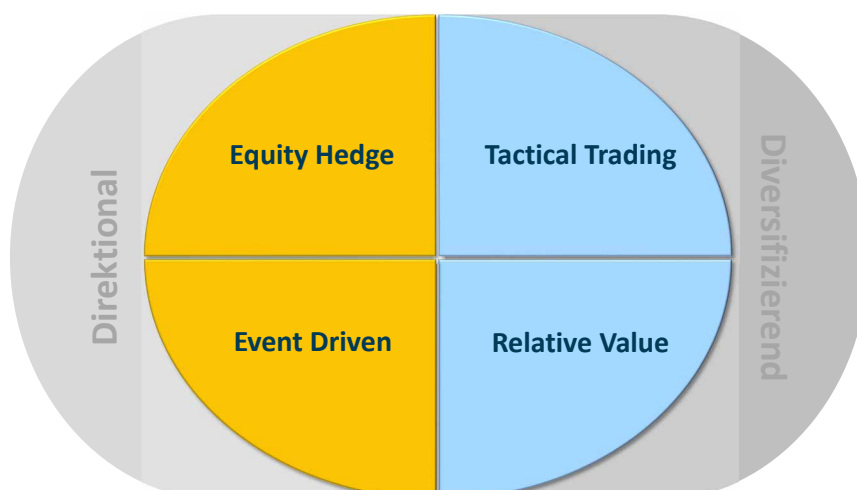 Direktional
Equity Hedge
Tactical Trading
Event Driven
Relative Value
Diversifizierend